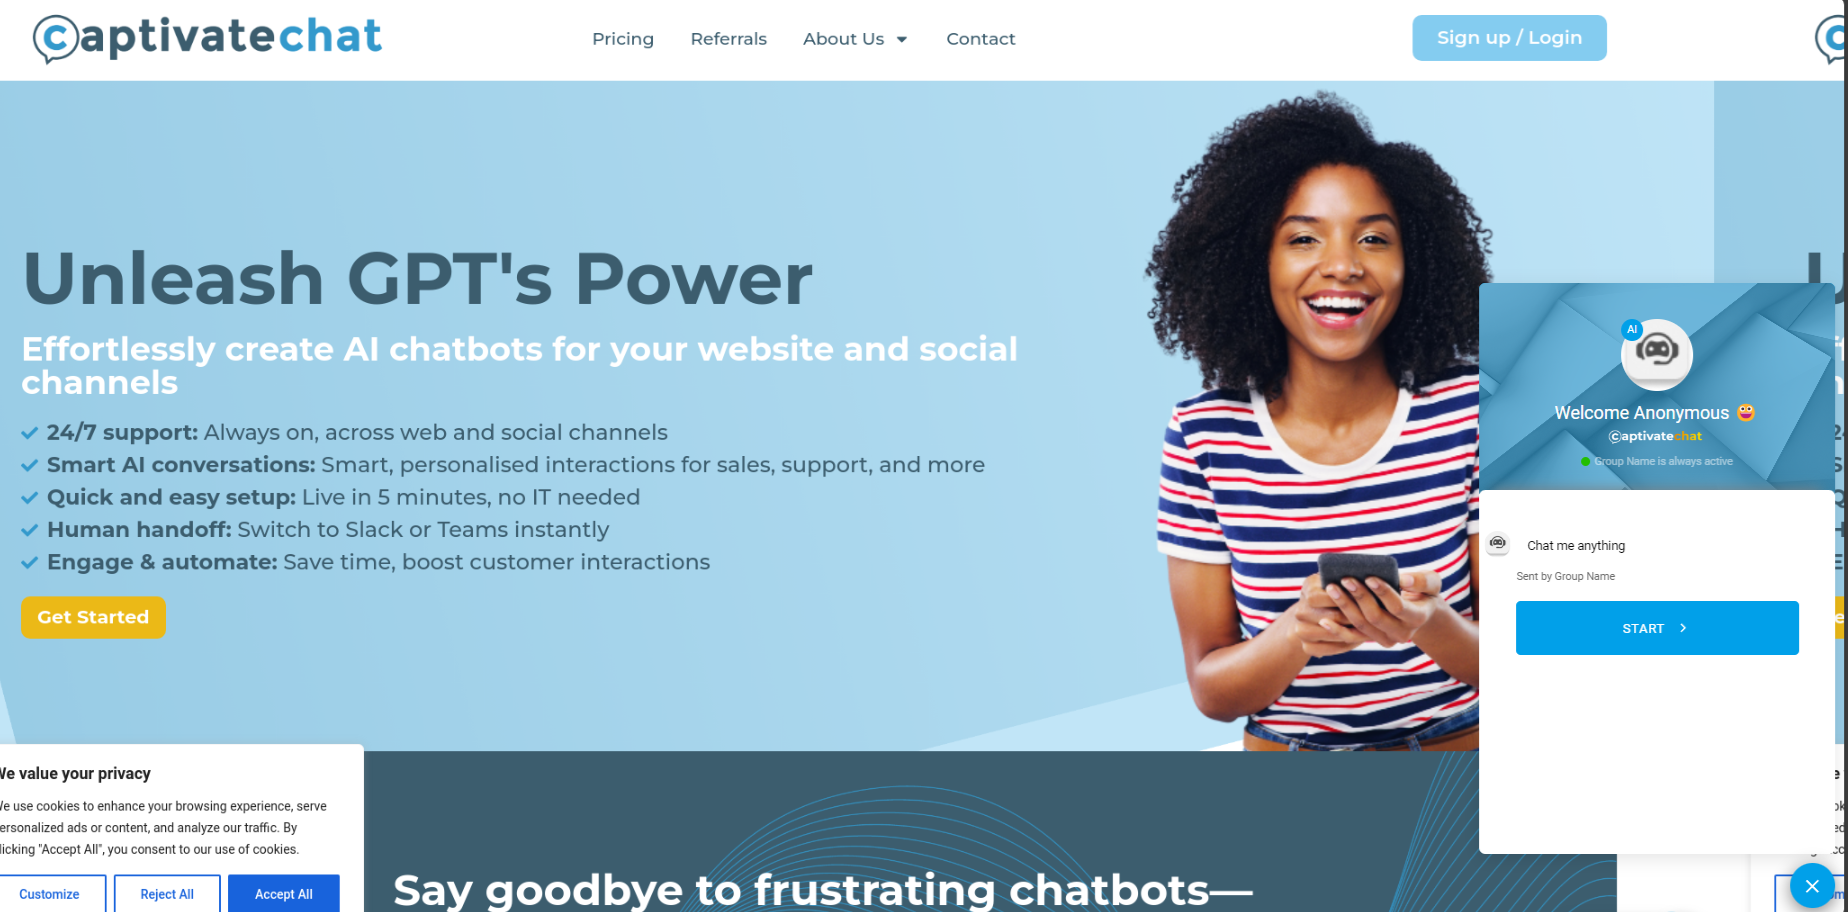 captivatechat
Pricing
Referrals
About Us
Contact
Sign up / Login
Unleash GPT's Power
Effortlessly create AI chatbots for your website and social
channels
24/7 support: Always on, across web and social channels
Smart AI conversations: Smart, personalised interactions for sales, support, and more
Quick and easy setup: Live in 5 minutes, no IT needed
Human handoff: Switch to Slack or Teams instantly
Engage & automate: Save time, boost customer interactions
Get Started
AI
Welcome Anonymous
captivatechat
Group Name is always active
Chat me anything
Sent by Group Name
START
We value your privacy
We use cookies to enhance your browsing experience, serve
personalized ads or content, and analyze our traffic. By
clicking "Accept All", you consent to our use of cookies.
Customize
Reject All
Accept All
Say goodbye to frustrating chatbots—